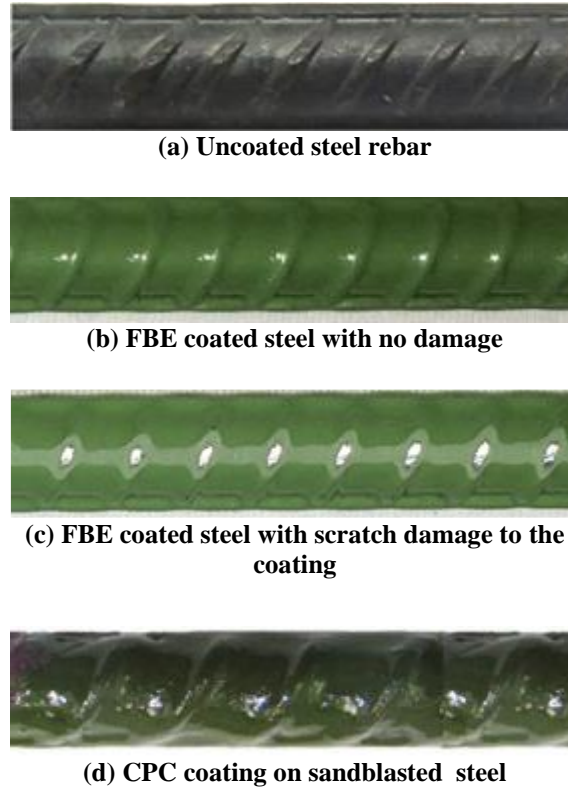 (a) Uncoated steel rebar
(b) FBE coated steel with no damage
(c) FBE coated steel with scratch damage to the
coating
(d) CPC coating on sandblasted steel